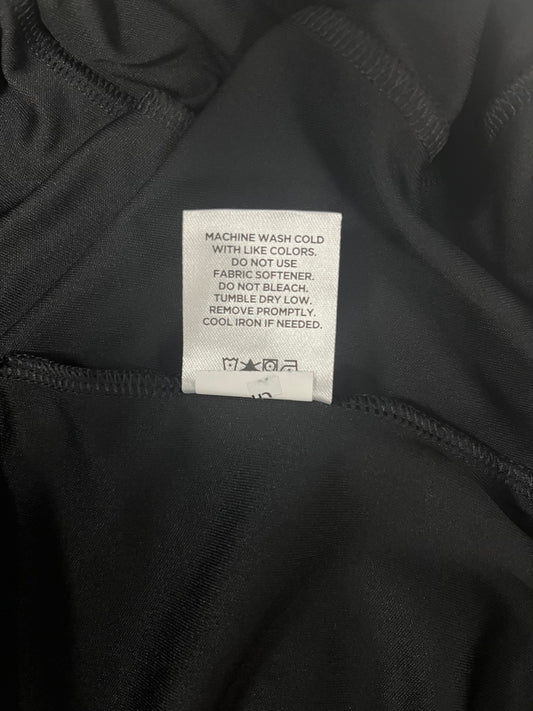 MACHINE WASH COLD
WITH LIKE COLORS.
DO NOT USE
FABRIC SOFTENER.
DO NOT BLEACH.
TUMBLE DRY LOW.
REMOVE PROMPTLY.
COOL IRON IF NEEDED.